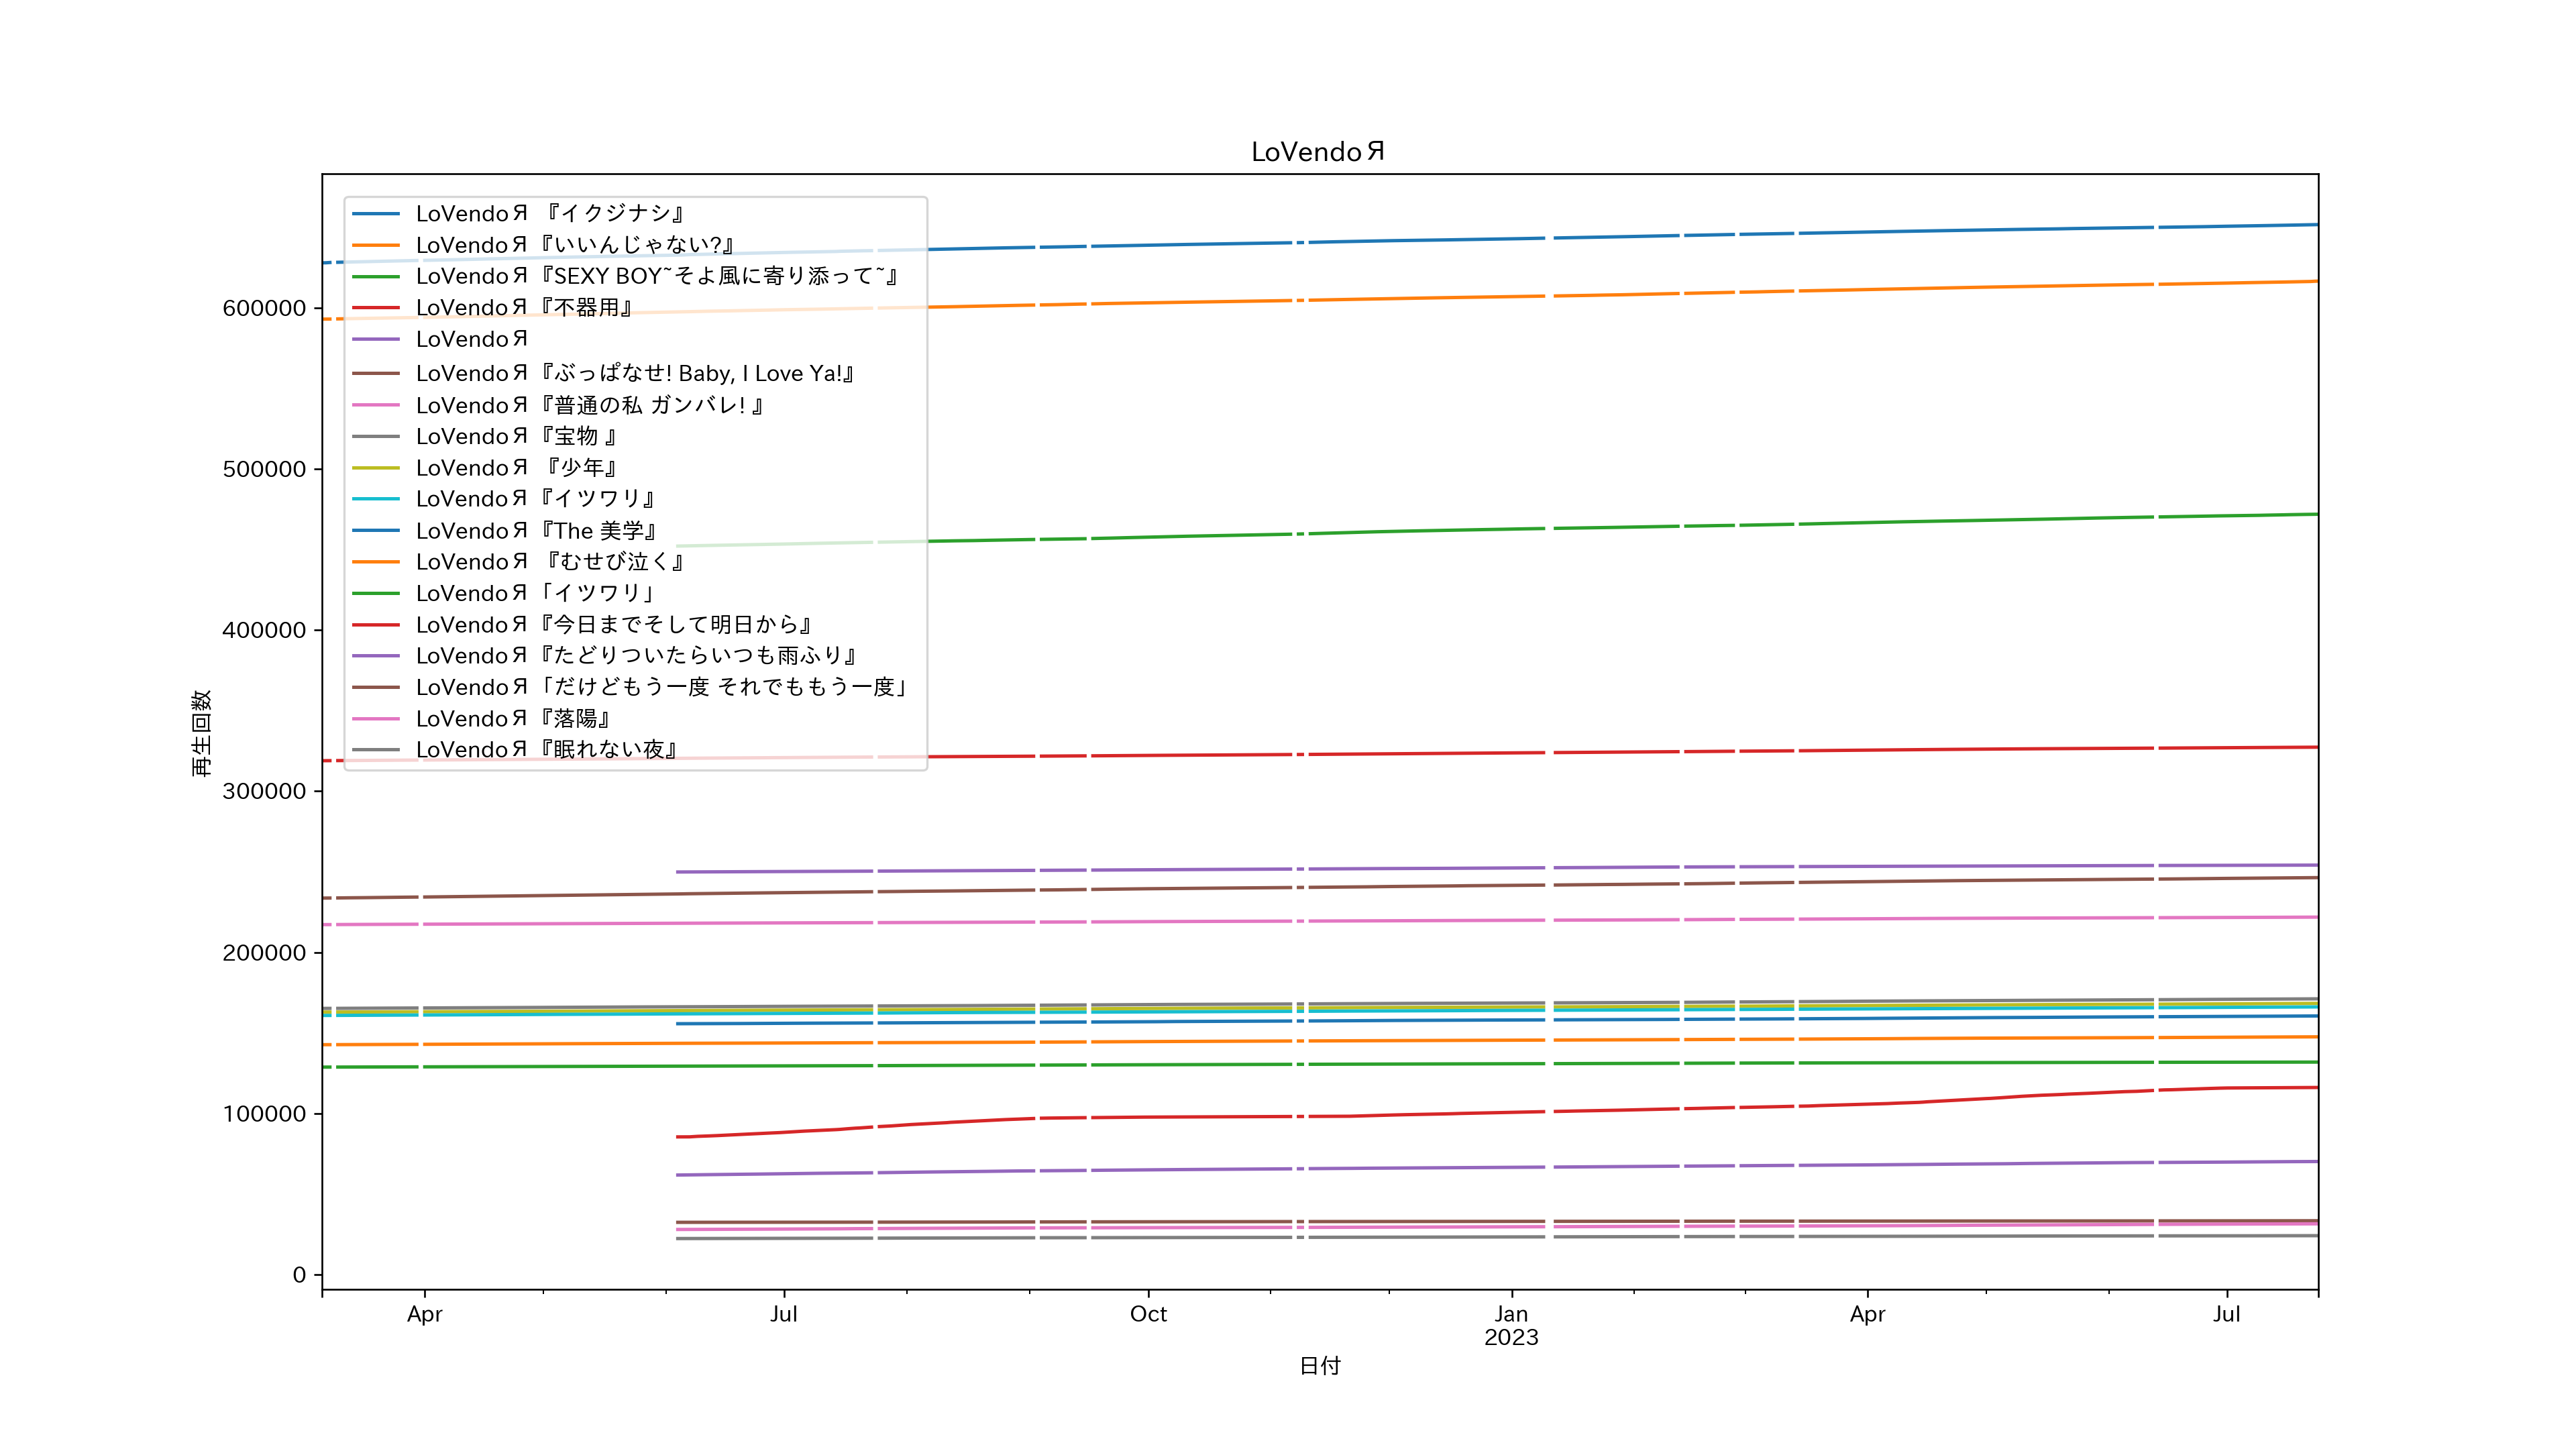 LoVendoЯ
LoVendoЯ 『イクジナシ』
LoVendoЯ『いいんじゃない?』
LoVendoЯ『SEXY BOY~そよ風に寄り添って~』
LoVendoЯ『不器用』
LoVendoЯ
LoVendoЯ『ぶっぱなせ! Baby, I Love Ya!』
LoVendoЯ『普通の私 ガンバレ! 』
LoVendoЯ『宝物 』
LoVendoЯ 『少年』
LoVendoЯ『イツワリ』
LoVendoЯ『The 美学』
LoVendoЯ 『むせび泣く』
LoVendoЯ「イツワリ」
LoVendoЯ『今日までそして明日から』
LoVendoЯ『たどりついたらいつも雨ふり』
LoVendoЯ「だけどもう一度 それでももう一度」
LoVendoЯ『落陽』
LoVendoЯ『眠れない夜』
再生回数
600000
500000
400000
300000
200000
100000
0
Apr
Jul
Oct
Jan
2023
Apr
Jul
日付